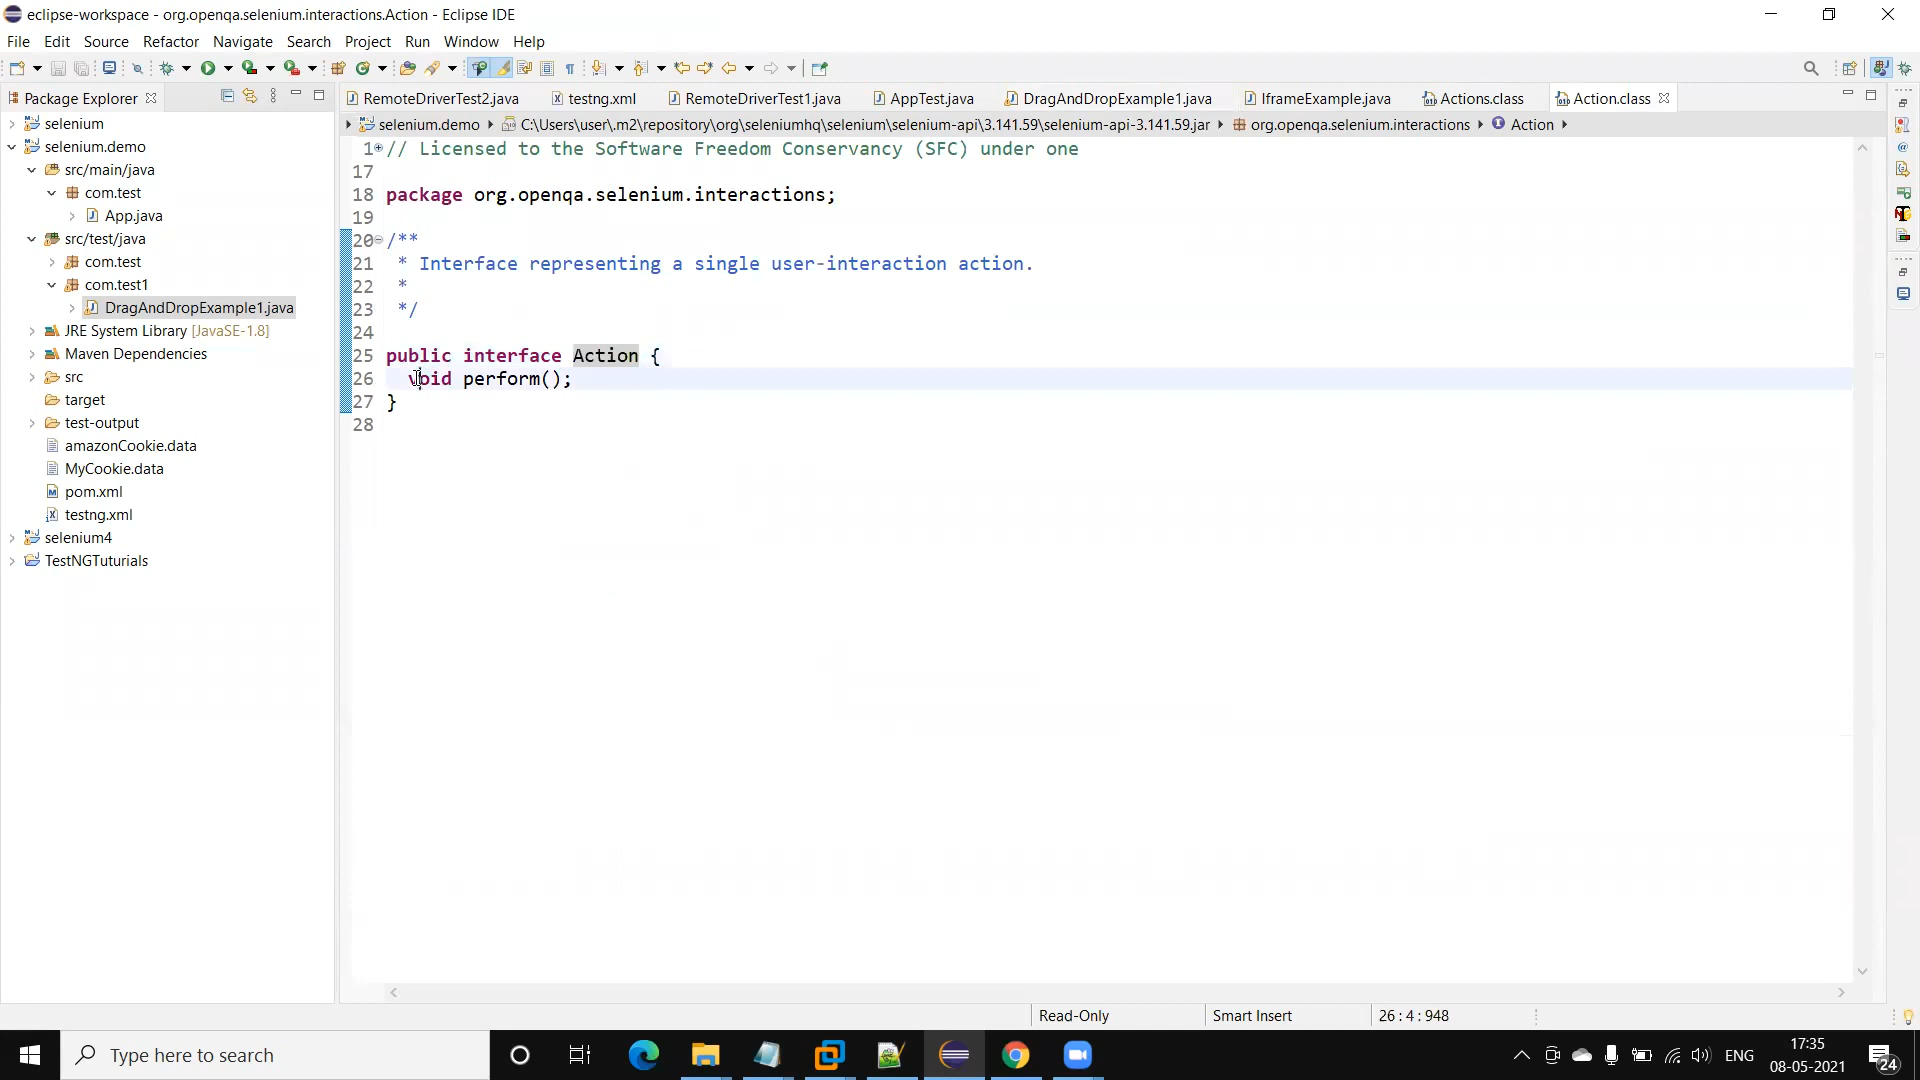 eclipse-workspace - org.openqa.selenium.interactions.Action - Eclipse IDE
File Edit Source Refactor Navigate Search Project Run Window Help
Package Explorer
RemoteDriverTest2.java testng.xml RemoteDriverTest1.java AppTest.java DragAndDropExample1.java IframeExample.java Actions.class Action.class
selenium.demo C:\Users\user\.m2\repository\org\seleniumhq\selenium\selenium-api\3.141.59\selenium-api-3.141.59.jar org.openqa.selenium.interactions Action
selenium
selenium.demo
src/main/java
com.test
App.java
src/test/java
com.test
com.test1
DragAndDropExample1.java
JRE System Library [JavaSE-1.8]
Maven Dependencies
src
target
test-output
amazonCookie.data
MyCookie.data
pom.xml
testng.xml
selenium4
TestNGTuturials
1 // Licensed to the Software Freedom Conservancy (SFC) under one
17
18 package org.openqa.selenium.interactions;
19
20 /**
21 * Interface representing a single user-interaction action.
22 *
23 */
24
25 public interface Action {
26 void perform();
27 }
28
Read-Only Smart Insert 26 : 4 : 948
Type here to search
ENG
17:35
08-05-2021
24